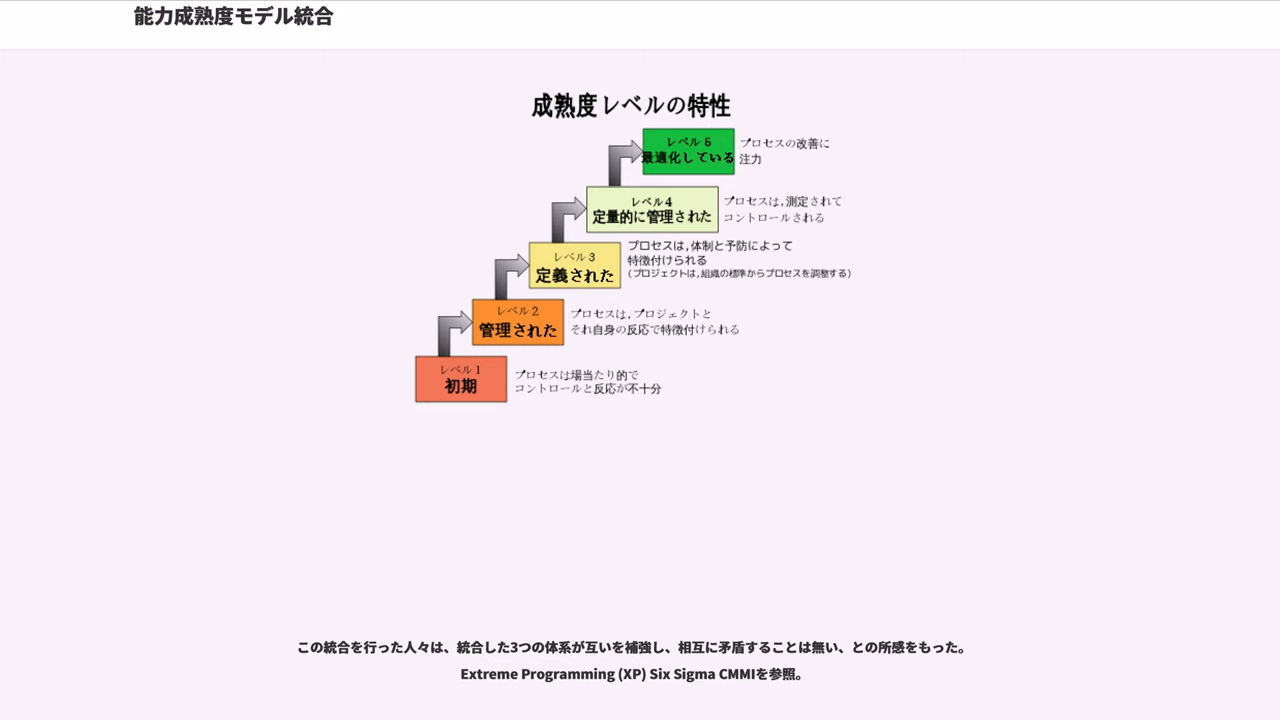 能力成熟度モデル統合
成熟度レベルの特性
レベル 5
最適化している
プロセスの改善に
注力
レベル4
定量的に管理された
プロセスは,測定されて
コントロールされる
レベル3
定義された
プロセスは,体制と予防によって
特徴付けられる
(プロジェクトは,組織の標準からプロセスを調整する)
レベル2
管理された
プロセスは,プロジェクトと
それ自身の反応で特徴付けられる
レベル1
初期
プロセスは場当たり的で
コントロールと反応が不十分
この統合を行った人々は、統合した3つの体系が互いを補強し、相互に矛盾することは無い、との所感をもった。
Extreme Programming (XP) Six Sigma CMMIを参照。